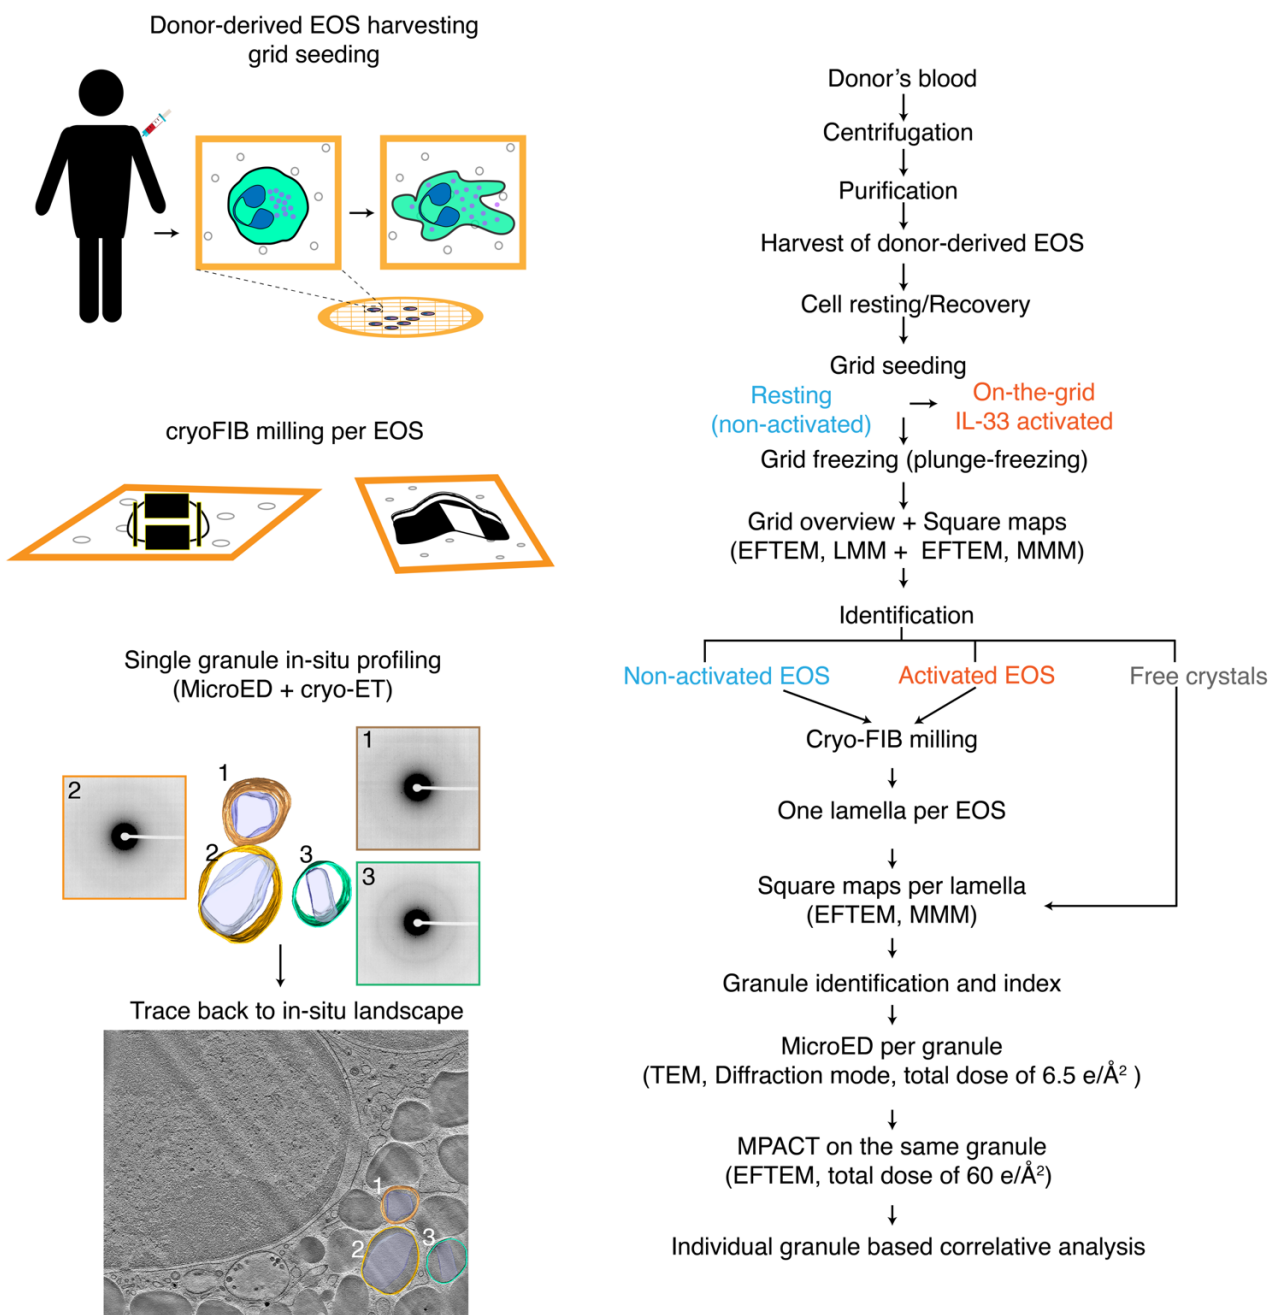 Donor-derived EOS harvesting
grid seeding
cryoFIB milling per EOS
Single granule in-situ profiling
(MicroED + cryo-ET)
1
2
1
2
3
3
Trace back to in-situ landscape
1
2
3
Donor’s blood
Centrifugation
Purification
Harvest of donor-derived EOS
Cell resting/Recovery
Grid seeding
Resting
(non-activated)
On-the-grid
IL-33 activated
Grid freezing (plunge-freezing)
Grid overview + Square maps
(EFTEM, LMM + EFTEM, MMM)
Identification
Non-activated EOS
Activated EOS
Free crystals
Cryo-FIB milling
One lamella per EOS
Square maps per lamella
(EFTEM, MMM)
Granule identification and index
MicroED per granule
(TEM, Diffraction mode, total dose of 6.5 e/Å² )
MPACT on the same granule
(EFTEM, total dose of 60 e/Å²)
Individual granule based correlative analysis